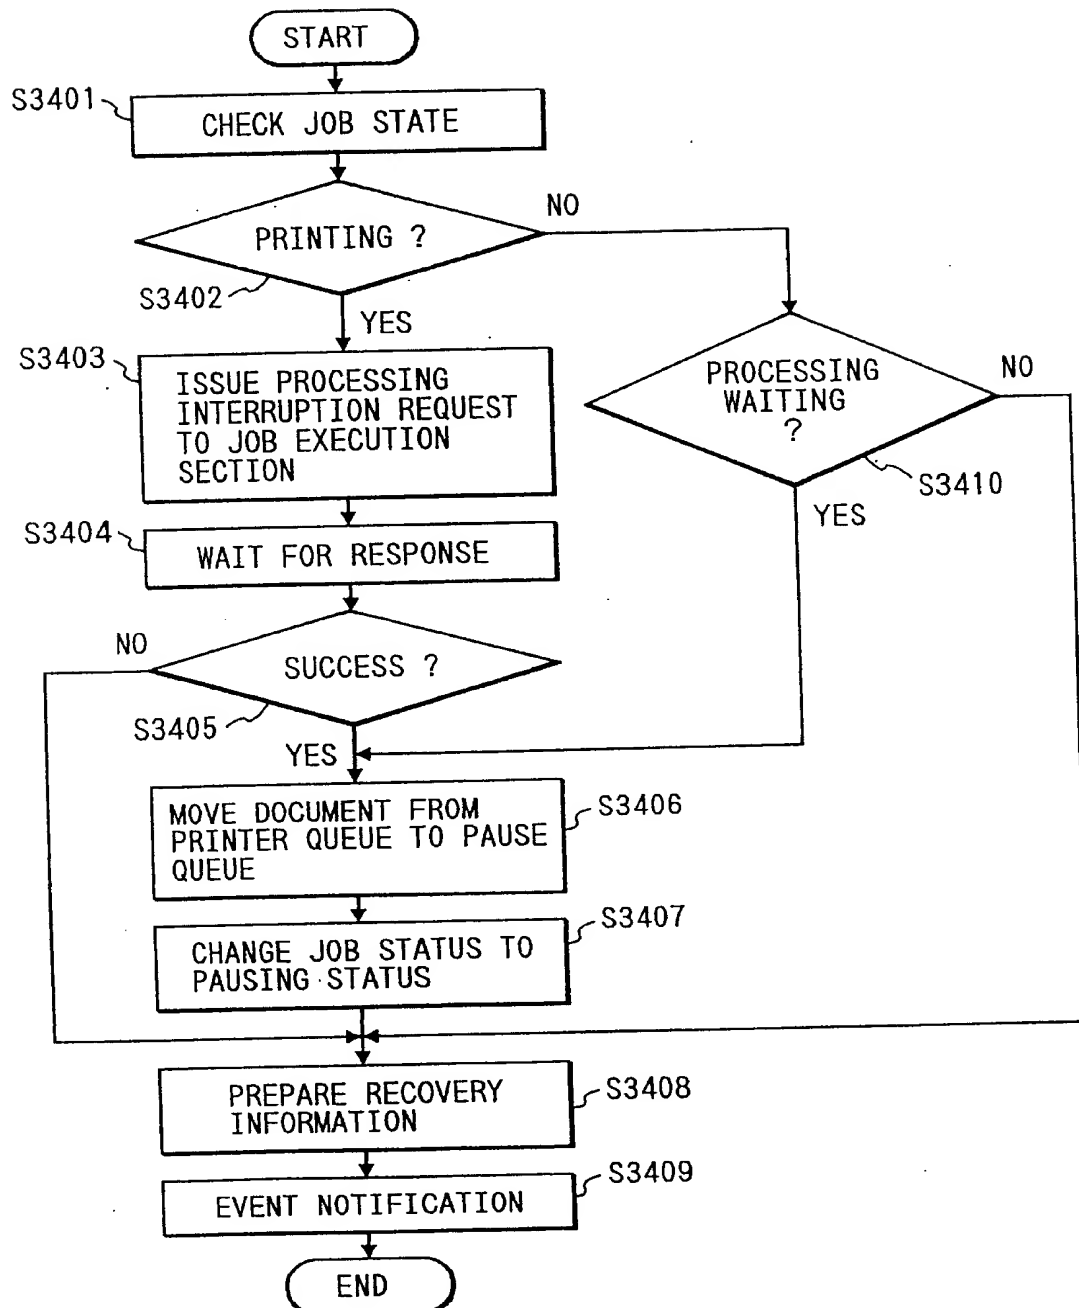 START
S3401
CHECK JOB STATE
NO
PRINTING ?
S3402
YES
S3403
ISSUE PROCESSING
INTERRUPTION REQUEST
TO JOB EXECUTION
SECTION
PROCESSING
WAITING
?
NO
S3410
YES
S3404
WAIT FOR RESPONSE
NO
SUCCESS ?
S3405
YES
MOVE DOCUMENT FROM
PRINTER QUEUE TO PAUSE
QUEUE
S3406
S3407
CHANGE JOB STATUS TO
PAUSING STATUS
PREPARE RECOVERY
INFORMATION
S3408
S3409
EVENT NOTIFICATION
END